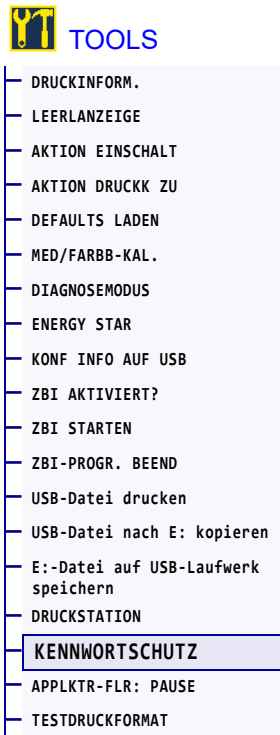 TOOLS
DRUCKINFORM.
LEERLANZEIGE
AKTION EINSCHALT
AKTION DRUCKK ZU
DEFAULTS LADEN
MED/FARBB-KAL.
DIAGNOSEMODUS
ENERGY STAR
KONF INFO AUF USB
ZBI AKTIVIERT?
ZBI STARTEN
ZBI-PROGR. BEEND
USB-Datei drucken
USB-Datei nach E: kopieren
E:-Datei auf USB-Laufwerk
speichern
DRUCKSTATION
KENNWORTSCHUTZ
APPLKTR-FLR: PAUSE
TESTDRUCKFORMAT